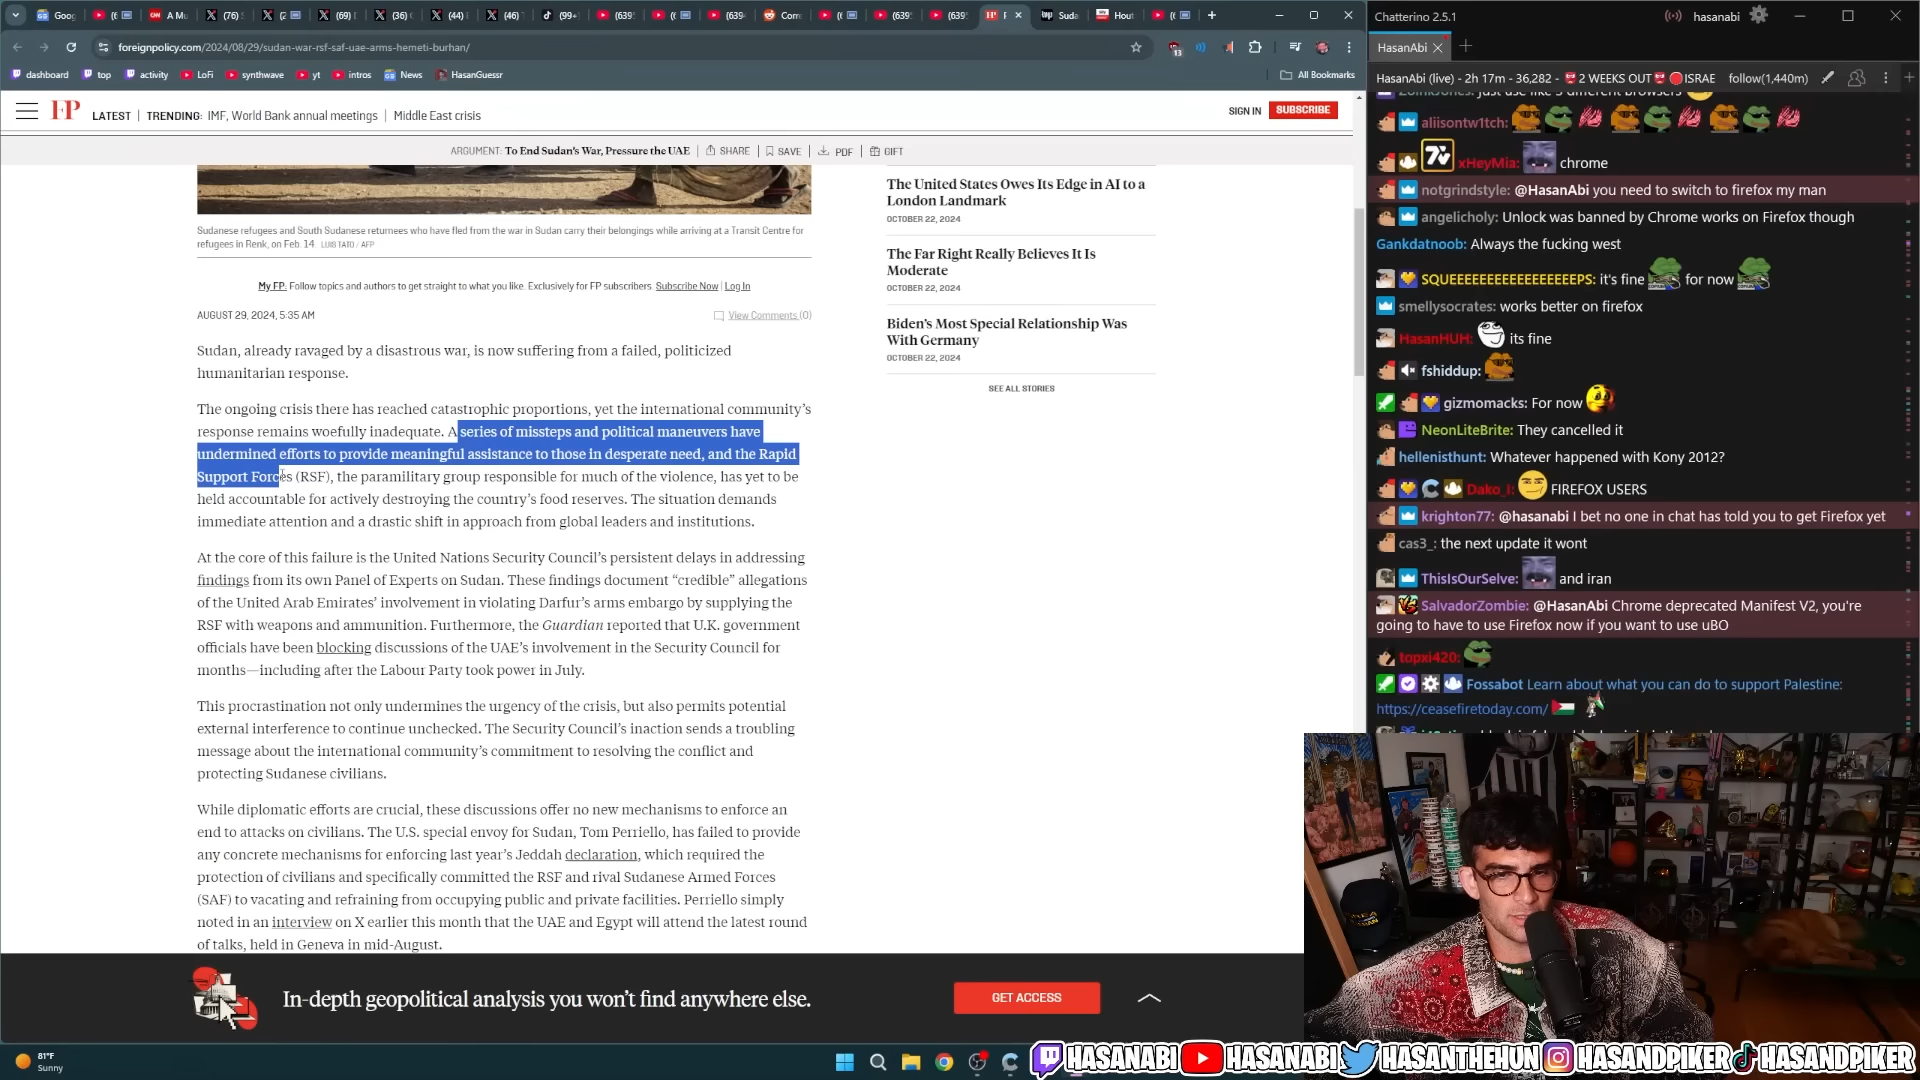 Goog
A Mu
(76) S
(2
(69) I
(36) (
(44) I
(46) '
(99+
(639
(
(639
Com
(
(639
(639
F
Suda
Hout
(
foreignpolicy.com/2024/08/29/sudan-war-rsf-saf-uae-arms-hemeti-burhan/
13
dashboard
top
activity
LoFi
synthwave
yt
intros
News
HasanGuessr
All Bookmarks
FP
LATEST | TRENDING: IMF, World Bank annual meetings | Middle East crisis
SIGN IN
SUBSCRIBE
ARGUMENT: To End Sudan's War, Pressure the UAE | SHARE | SAVE | PDF | GIFT
Sudanese refugees and South Sudanese returnees who have fled from the war in Sudan carry their belongings while arriving at a Transit Centre for
refugees in Renk, on Feb. 14. LUIS TATO / AFP
My FP: Follow topics and authors to get straight to what you like. Exclusively for FP subscribers. Subscribe Now | Log In
AUGUST 29, 2024, 5:35 AM
View Comments (0)
Sudan, already ravaged by a disastrous war, is now suffering from a failed, politicized
humanitarian response.
The ongoing crisis there has reached catastrophic proportions, yet the international community's
response remains woefully inadequate. A series of missteps and political maneuvers have
undermined efforts to provide meaningful assistance to those in desperate need, and the Rapid
Support Forces (RSF), the paramilitary group responsible for much of the violence, has yet to be
held accountable for actively destroying the country's food reserves. The situation demands
immediate attention and a drastic shift in approach from global leaders and institutions.
At the core of this failure is the United Nations Security Council's persistent delays in addressing
findings from its own Panel of Experts on Sudan. These findings document “credible” allegations
of the United Arab Emirates' involvement in violating Darfur's arms embargo by supplying the
RSF with weapons and ammunition. Furthermore, the Guardian reported that U.K. government
officials have been blocking discussions of the UAE's involvement in the Security Council for
months—including after the Labour Party took power in July.
This procrastination not only undermines the urgency of the crisis, but also permits potential
external interference to continue unchecked. The Security Council's inaction sends a troubling
message about the international community's commitment to resolving the conflict and
protecting Sudanese civilians.
While diplomatic efforts are crucial, these discussions offer no new mechanisms to enforce an
end to attacks on civilians. The U.S. special envoy for Sudan, Tom Perriello, has failed to provide
any concrete mechanisms for enforcing last year's Jeddah declaration, which required the
protection of civilians and specifically committed the RSF and rival Sudanese Armed Forces
(SAF) to vacating and refraining from occupying public and private facilities. Perriello simply
noted in an interview on X earlier this month that the UAE and Egypt will attend the latest round
of talks, held in Geneva in mid-August.
The United States Owes Its Edge in AI to a
London Landmark
OCTOBER 22, 2024
The Far Right Really Believes It Is
Moderate
OCTOBER 22, 2024
Biden's Most Special Relationship Was
With Germany
OCTOBER 22, 2024
SEE ALL STORIES
In-depth geopolitical analysis you won't find anywhere else.
GET ACCESS
81°F
Sunny
Chatterino 2.5.1
hasanabi
HasanAbi
HasanAbi (live) - 2h 17m - 36,282 - 2 WEEKS OUT ISRAE
follow(1,440m)
aliisontw1tch:
xHeyMia: chrome
notgrindstyle: @HasanAbi you need to switch to firefox my man
angelicholy: Unlock was banned by Chrome works on Firefox though
Gankdatnoob: Always the fucking west
SQUEEEEEEEEEEEEEEEEPS: it's fine for now
smellysocrates: works better on firefox
HasanHUH: its fine
fshiddup:
gizmomacks: For now
NeonLiteBrite: They cancelled it
hellenisthunt: Whatever happened with Kony 2012?
Dako_I: FIREFOX USERS
krighton77: @hasanabi I bet no one in chat has told you to get Firefox yet
cas3_: the next update it wont
ThisIsOurSelve: and iran
SalvadorZombie: @HasanAbi Chrome deprecated Manifest V2, you're
going to have to use Firefox now if you want to use uBO
topxi420:
Fossabot Learn about what you can do to support Palestine:
https://ceasefiretoday.com/
HASANABI HASANABI HASANTHEHUN HASANDPIKER HASANDPIKER